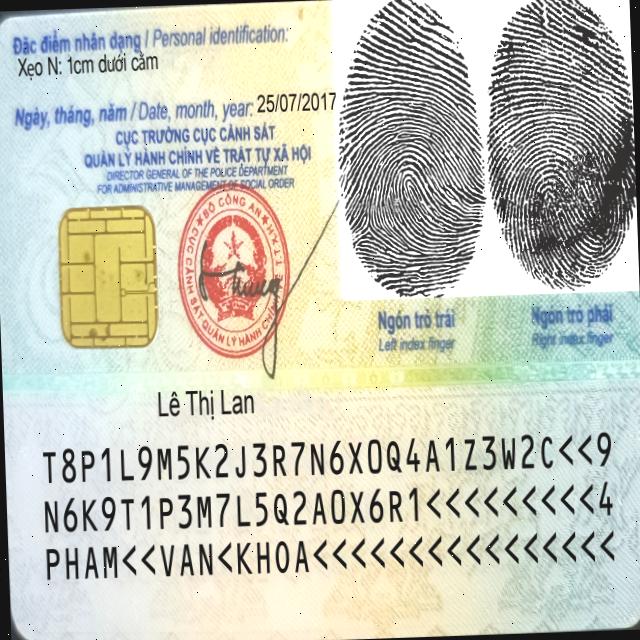 Đặc điểm nhân dạng / Personal identification:
Xẹo N: 1cm dưới cằm
Ngày, tháng, năm / Date, month, year: 25/07/2017
CỤC TRƯỞNG CỤC CẢNH SÁT
QUẢN LÝ HÀNH CHÍNH VỀ TRẬT TỰ XÃ HỘI
DIRECTOR GENERAL OF THE POLICE DEPARTMENT
FOR ADMINISTRATIVE MANAGEMENT OF SOCIAL ORDER
BỘ CÔNG AN
CỤC CẢNH SÁT QUẢN LÝ HÀNH CHÍNH
Ngón trỏ trái
Left index finger
Ngón trỏ phải
Right index finger
Lê Thị Lan
T8P1L9M5K2J3R7N6X0Q4A1Z3W2C<<9
N6K9T1P3M7L5Q2A0X6R1<<<<<<<<<4
PHAM<<VAN<KHOA<<<<<<<<<<<<<<<<